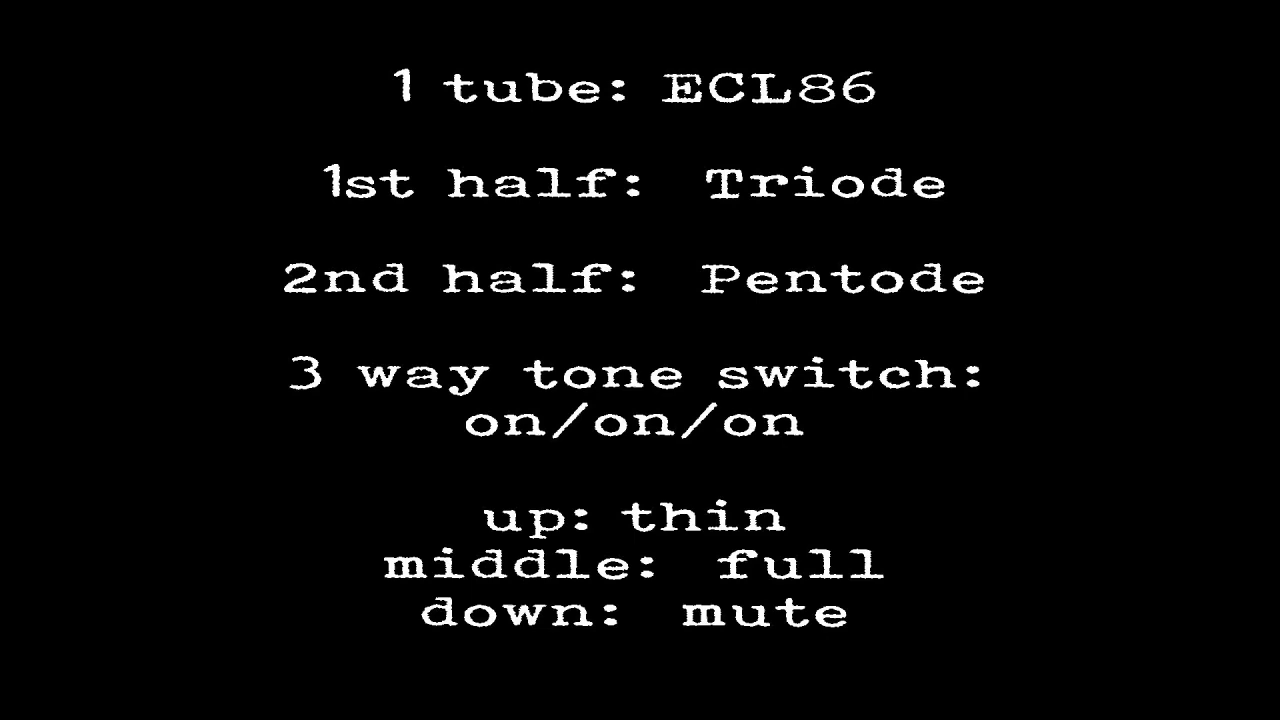 1 tube: ECL86
1st half: Triode
2nd half: Pentode
3 way tone switch:
on/on/on
up: thin
middle: full
down: mute